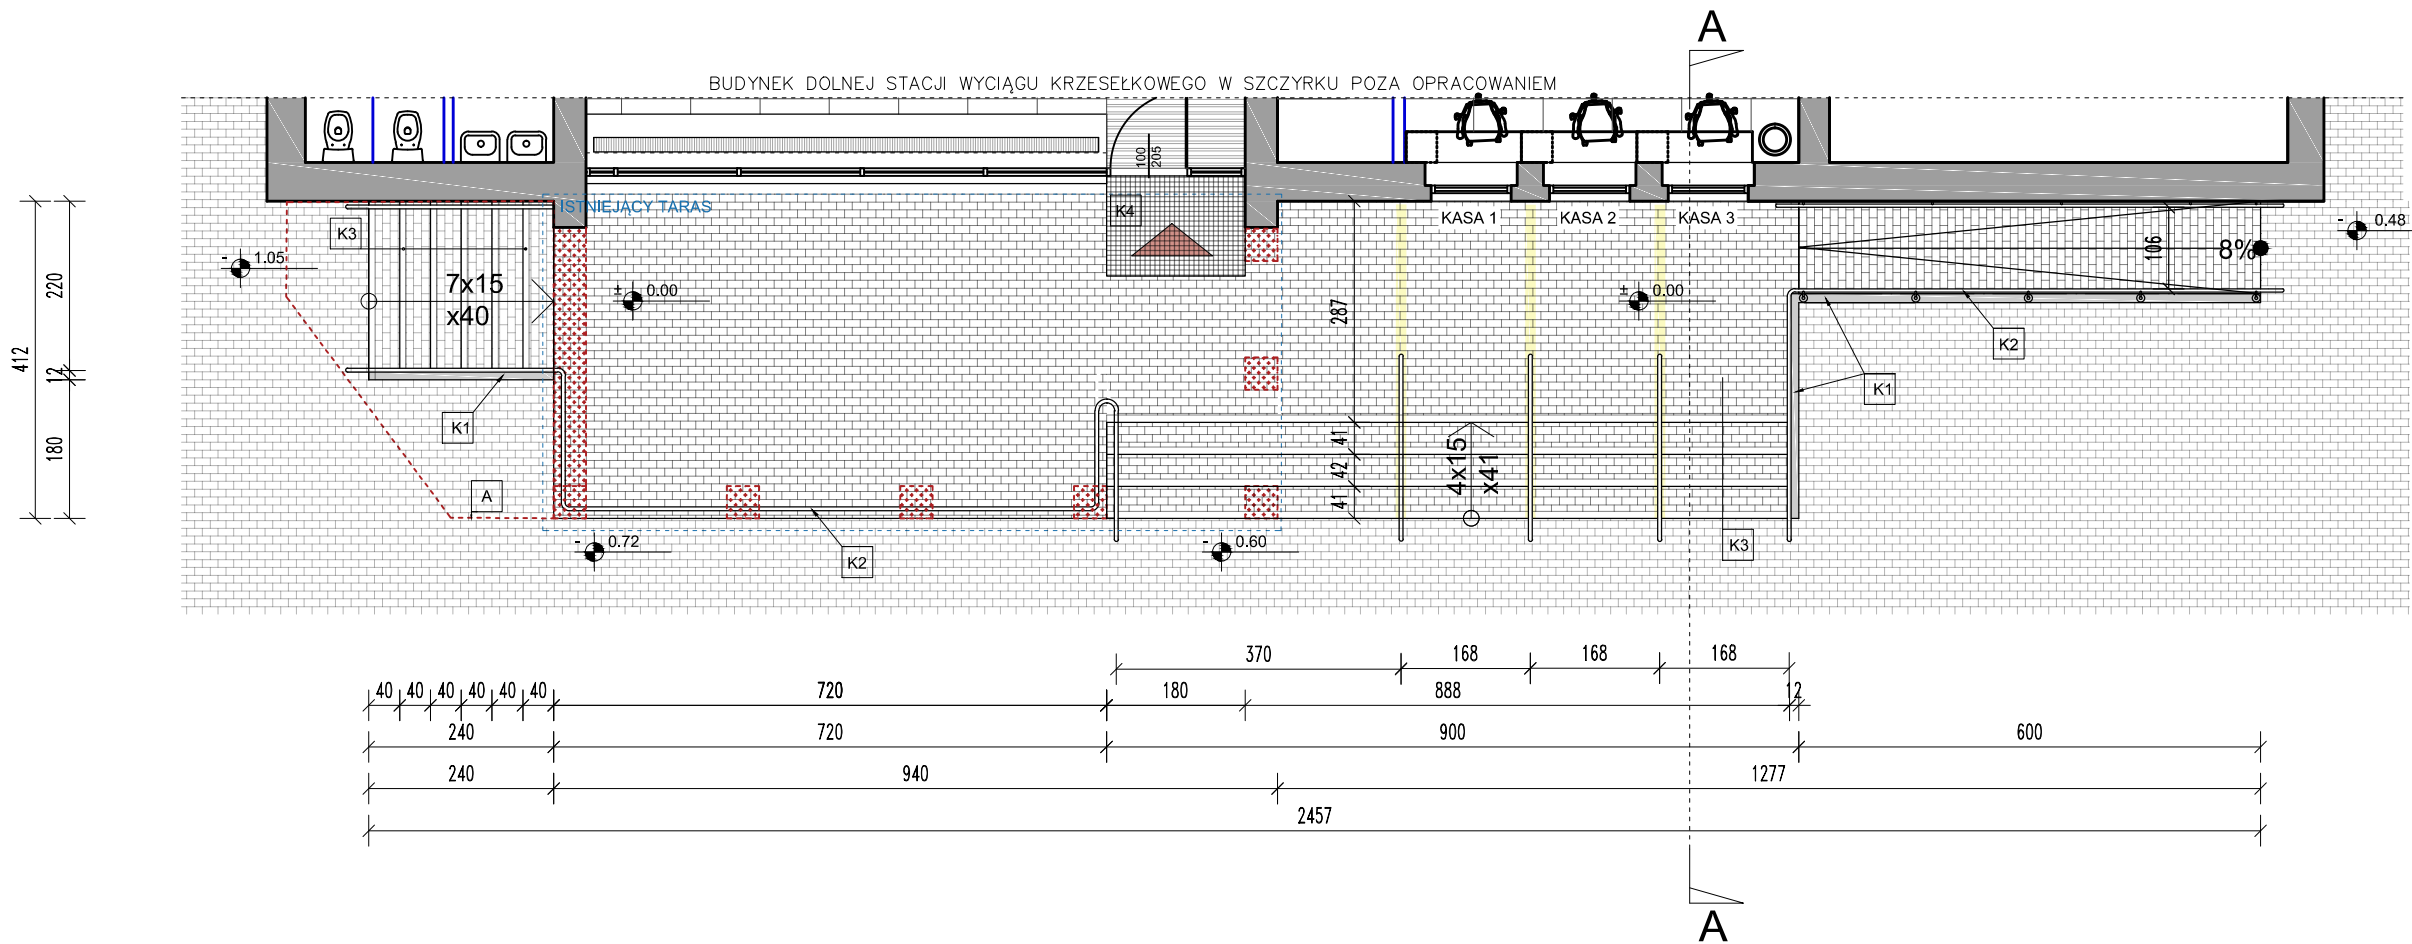 A
BUDYNEK DOLNEJ STACJI WYCIĄGU KRZESEŁKOWEGO W SZCZYRKU POZA OPRACOWANIEM
100
205
ISTNIEJĄCY TARAS
K4
KASA 1
KASA 2
KASA 3
K3
- 0.48
106
8%
- 1.05
7x15
x40
± 0.00
± 0.00
220
287
K2
412
12
K1
K1
180
41
42
41
4x15
x41
A
- 0.72
- 0.60
K2
K3
370
168
168
168
40
40
40
40
40
40
720
180
888
12
240
720
900
600
240
940
1277
2457
A